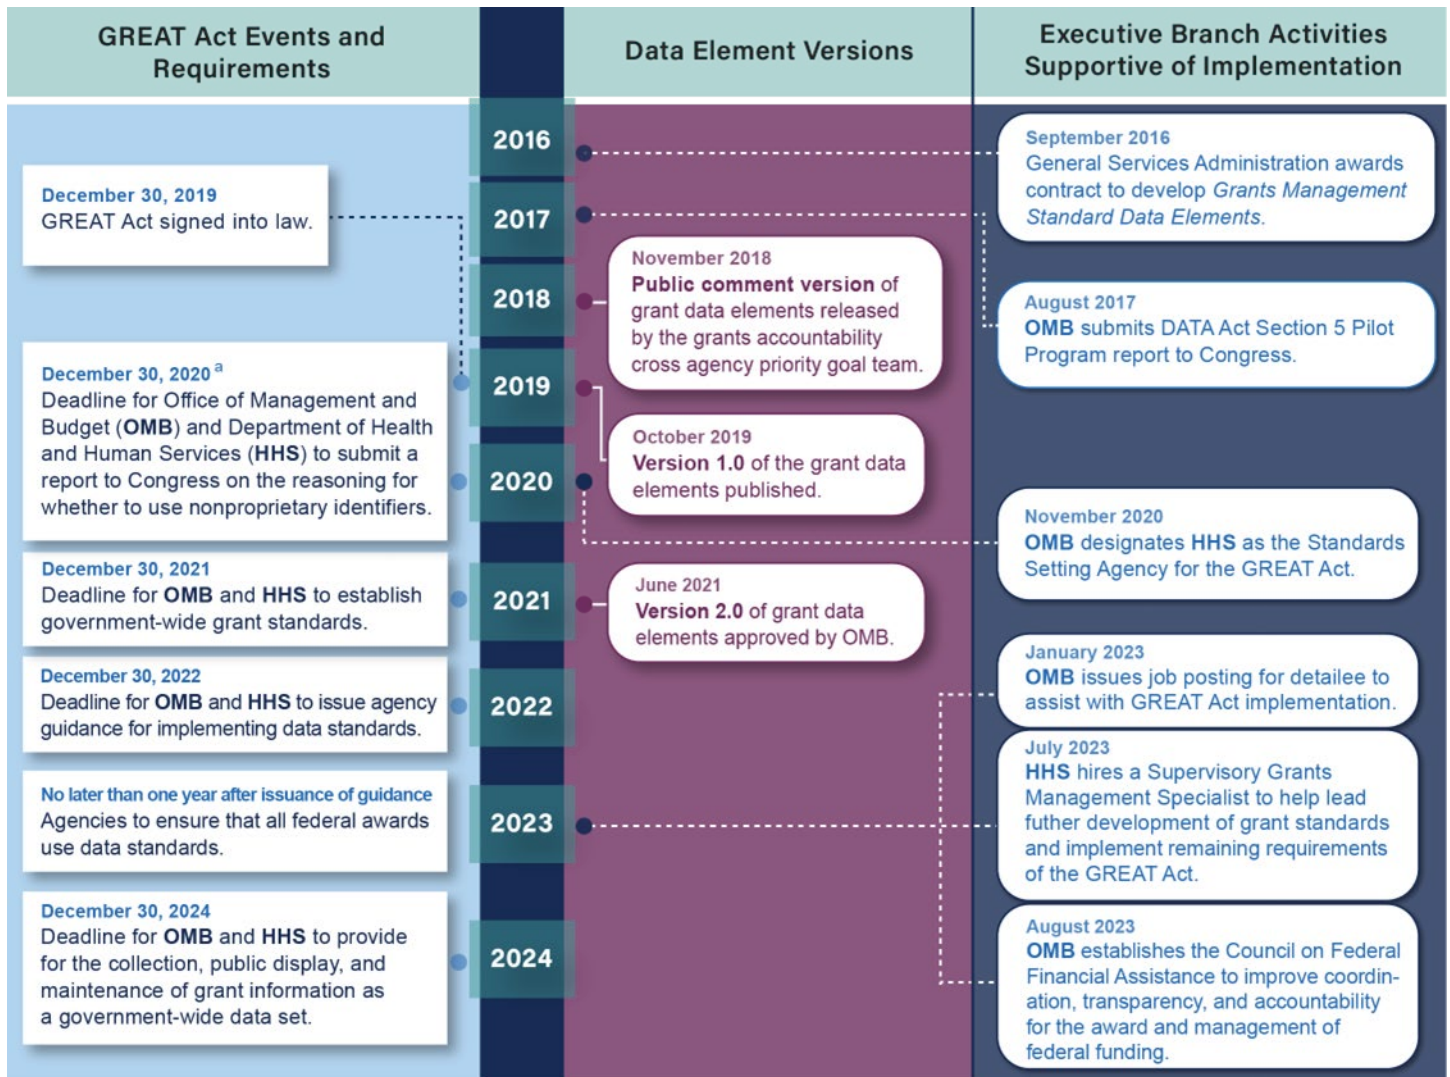 GREAT Act Events and
Requirements
Data Element Versions
Executive Branch Activities
Supportive of Implementation
December 30, 2019
GREAT Act signed into law.
December 30, 2020 a
Deadline for Office of Management and
Budget (OMB) and Department of Health
and Human Services (HHS) to submit a
report to Congress on the reasoning for
whether to use nonproprietary identifiers.
December 30, 2021
Deadline for OMB and HHS to establish
government-wide grant standards.
December 30, 2022
Deadline for OMB and HHS to issue agency
guidance for implementing data standards.
No later than one year after issuance of guidance
Agencies to ensure that all federal awards
use data standards.
December 30, 2024
Deadline for OMB and HHS to provide
for the collection, public display, and
maintenance of grant information as
a government-wide data set.
2016
2017
2018
2019
2020
2021
2022
2023
2024
November 2018
Public comment version of
grant data elements released
by the grants accountability
cross agency priority goal team.
October 2019
Version 1.0 of the grant data
elements published.
June 2021
Version 2.0 of grant data
elements approved by OMB.
September 2016
General Services Administration awards
contract to develop Grants Management
Standard Data Elements.
August 2017
OMB submits DATA Act Section 5 Pilot
Program report to Congress.
November 2020
OMB designates HHS as the Standards
Setting Agency for the GREAT Act.
January 2023
OMB issues job posting for detailee to
assist with GREAT Act implementation.
July 2023
HHS hires a Supervisory Grants
Management Specialist to help lead
futher development of grant standards
and implement remaining requirements
of the GREAT Act.
August 2023
OMB establishes the Council on Federal
Financial Assistance to improve coordin-
ation, transparency, and accountability
for the award and management of
federal funding.